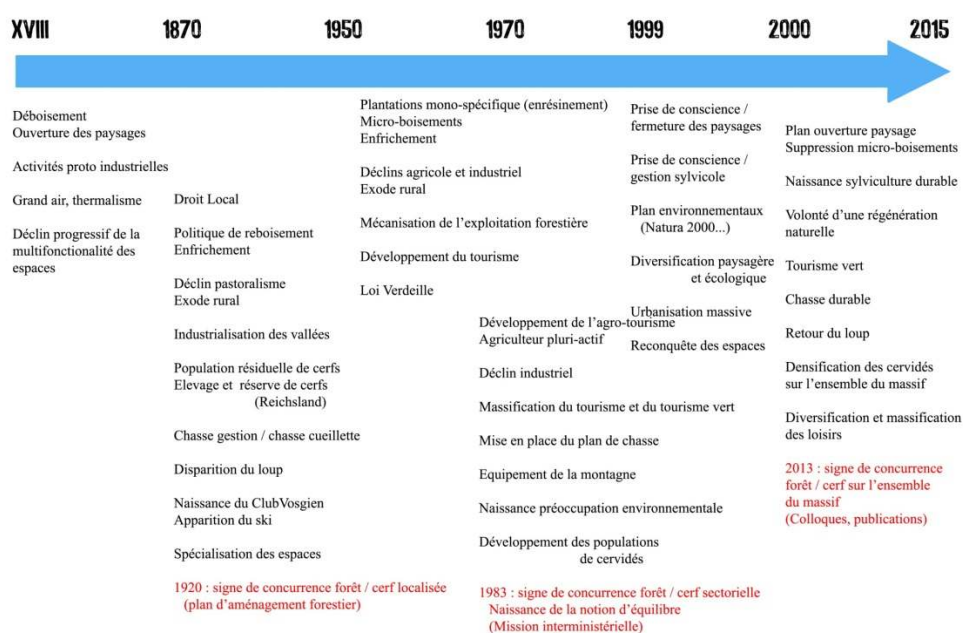 XVIII 1870 1950 1970 1999 2000 2015
Déboisement
Ouverture des paysages
Activités proto industrielles
Grand air, thermalisme
Déclin progressif de la
multifonctionalité des
espaces
Droit Local
Politique de reboisement
Enfrichement
Déclin pastoralisme
Exode rural
Industrialisation des vallées
Population résiduelle de cerfs
Elevage et réserve de cerfs
(Reichsland)
Chasse gestion / chasse cueillette
Disparition du loup
Naissance du ClubVosgien
Apparition du ski
Spécialisation des espaces
1920 : signe de concurrence forêt / cerf localisée
(plan d’aménagement forestier)
Plantations mono-spécifique (enrésinement)
Micro-boisements
Enfrichement
Déclins agricole et industriel
Exode rural
Mécanisation de l’exploitation forestière
Développement du tourisme
Loi Verdeille
Développement de l’agro-tourisme
Agriculteur pluri-actif
Déclin industriel
Massification du tourisme et du tourisme vert
Mise en place du plan de chasse
Equipement de la montagne
Naissance préoccupation environnementale
Développement des populations
de cervidés
1983 : signe de concurrence forêt / cerf sectorielle
Naissance de la notion d’équilibre
(Mission interministérielle)
Prise de conscience /
fermeture des paysages
Prise de conscience /
gestion sylvicole
Plan environnementaux
(Natura 2000...)
Diversification paysagère
et écologique
Urbanisation massive
Reconquête des espaces
Plan ouverture paysage
Suppression micro-boisements
Naissance sylviculture durable
Volonté d’une régénération
naturelle
Tourisme vert
Chasse durable
Retour du loup
Densification des cervidés
sur l’ensemble du massif
Diversification et massification
des loisirs
2013 : signe de concurrence
forêt / cerf sur l’ensemble
du massif
(Colloques, publications)